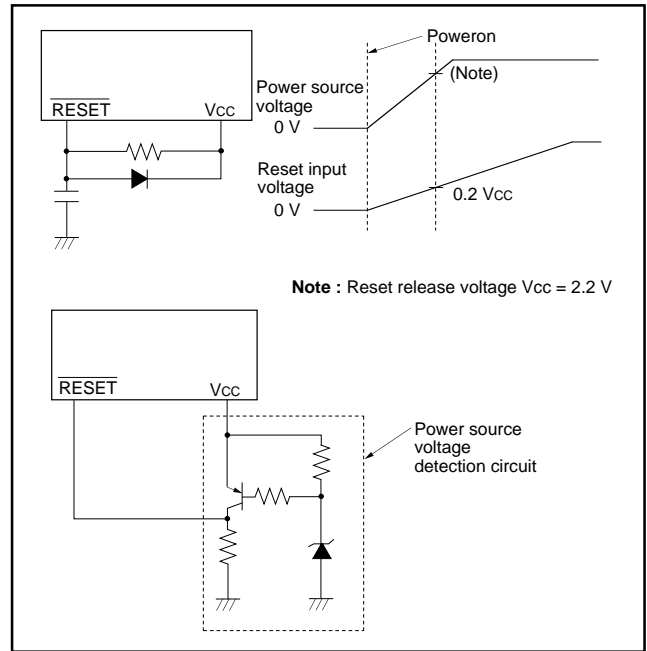 Poweron
(Note)
RESET
VCC
Power source
voltage
0 V
Reset input
voltage
0 V
0.2 VCC
Note : Reset release voltage Vcc = 2.2 V
RESET
VCC
Power source
voltage
detection circuit